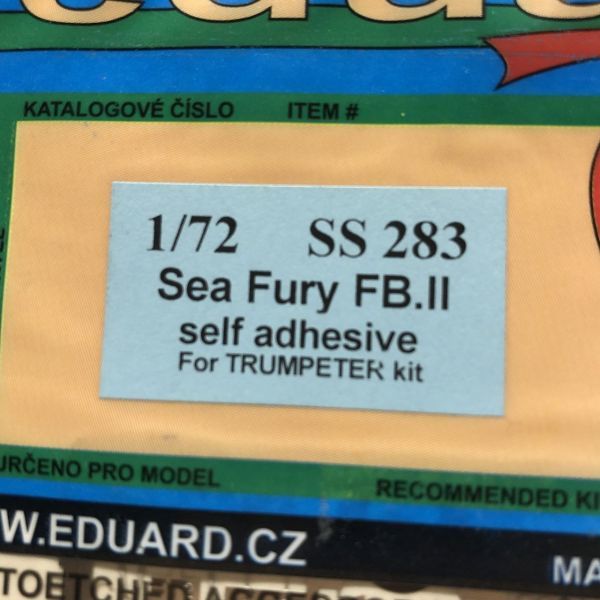 KATALOGOVÉ ČÍSLO ITEM #
1/72 SS 283
Sea Fury FB.II
self adhesive
For TRUMPETER kit
URČENO PRO MODEL
RECOMMENDED KI
W.EDUARD.CZ
MA